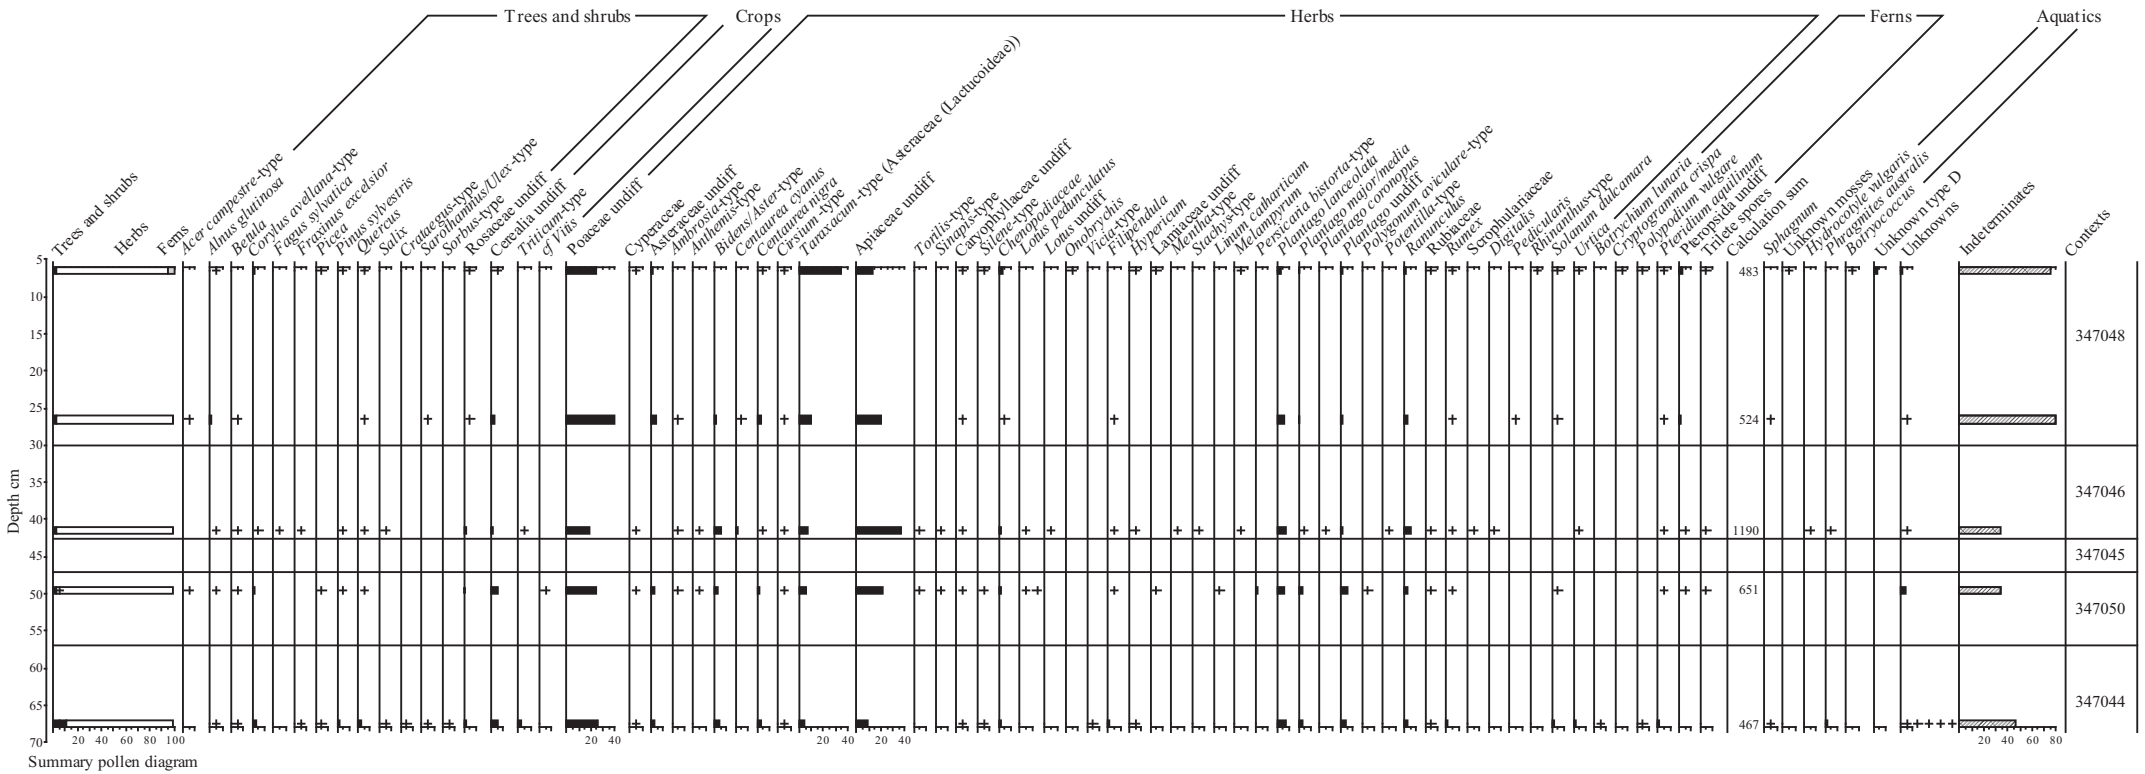 Trees and shrubs
Crops
Herbs
Ferns
Aquatics
Trees and shrubs
Herbs
Ferns
Acer campestre-type
Alnus glutinosa
Betula
Corylus avellana-type
Fagus sylvatica
Fraxinus excelsior
Picea
Pinus sylvestris
Quercus
Salix
Crataegus-type
Sarothamnus/Ulex-type
Sorbus-type
Rosaceae undiff
Cerealia undiff
Triticum-type
cf Vitis
Poaceae undiff
Cyperaceae
Asteraceae undiff
Ambrosia-type
Anthemis-type
Bidens/Aster-type
Centaurea cyanus
Centaurea nigra
Cirsium-type
Taraxacum-type (Asteraceae (Lactucoideae))
Apiaceae undiff
Torilis-type
Sinapis-type
Caryophyllaceae undiff
Silene-type
Chenopodiaceae
Lotus pedunculatus
Lotus undiff
Onobrychis
Vicia-type
Filipendula
Hypericum
Lamiaceae undiff
Mentha-type
Stachys-type
Linum catharticum
Melampyrum
Persicaria bistorta-type
Plantago lanceolata
Plantago major/media
Plantago coronopus
Plantago undiff
Polygonum aviculare-type
Potentilla-type
Ranunculus
Rubiaceae
Rumex
Scrophulariaceae
Digitalis
Pedicularis
Rhinanthus-type
Solanum dulcamara
Urtica
Botrychium lunaria
Cryptogramma crispa
Polypodium vulgare
Pteridium aquilinum
Pteropsida undiff
Trilete spores
Calculation sum
Sphagnum
Unknown mosses
Hydrocotyle vulgaris
Phragmites australis
Botryococcus
Unknown type D
Unknowns
Indeterminates
Contexts
Depth cm
5
10
15
20
25
30
35
40
45
50
55
60
65
70
483
524
1190
651
467
347048
347046
347045
347050
347044
20 40 60 80 100
20 40
20 40
20 40
20 40 60 80
Summary pollen diagram